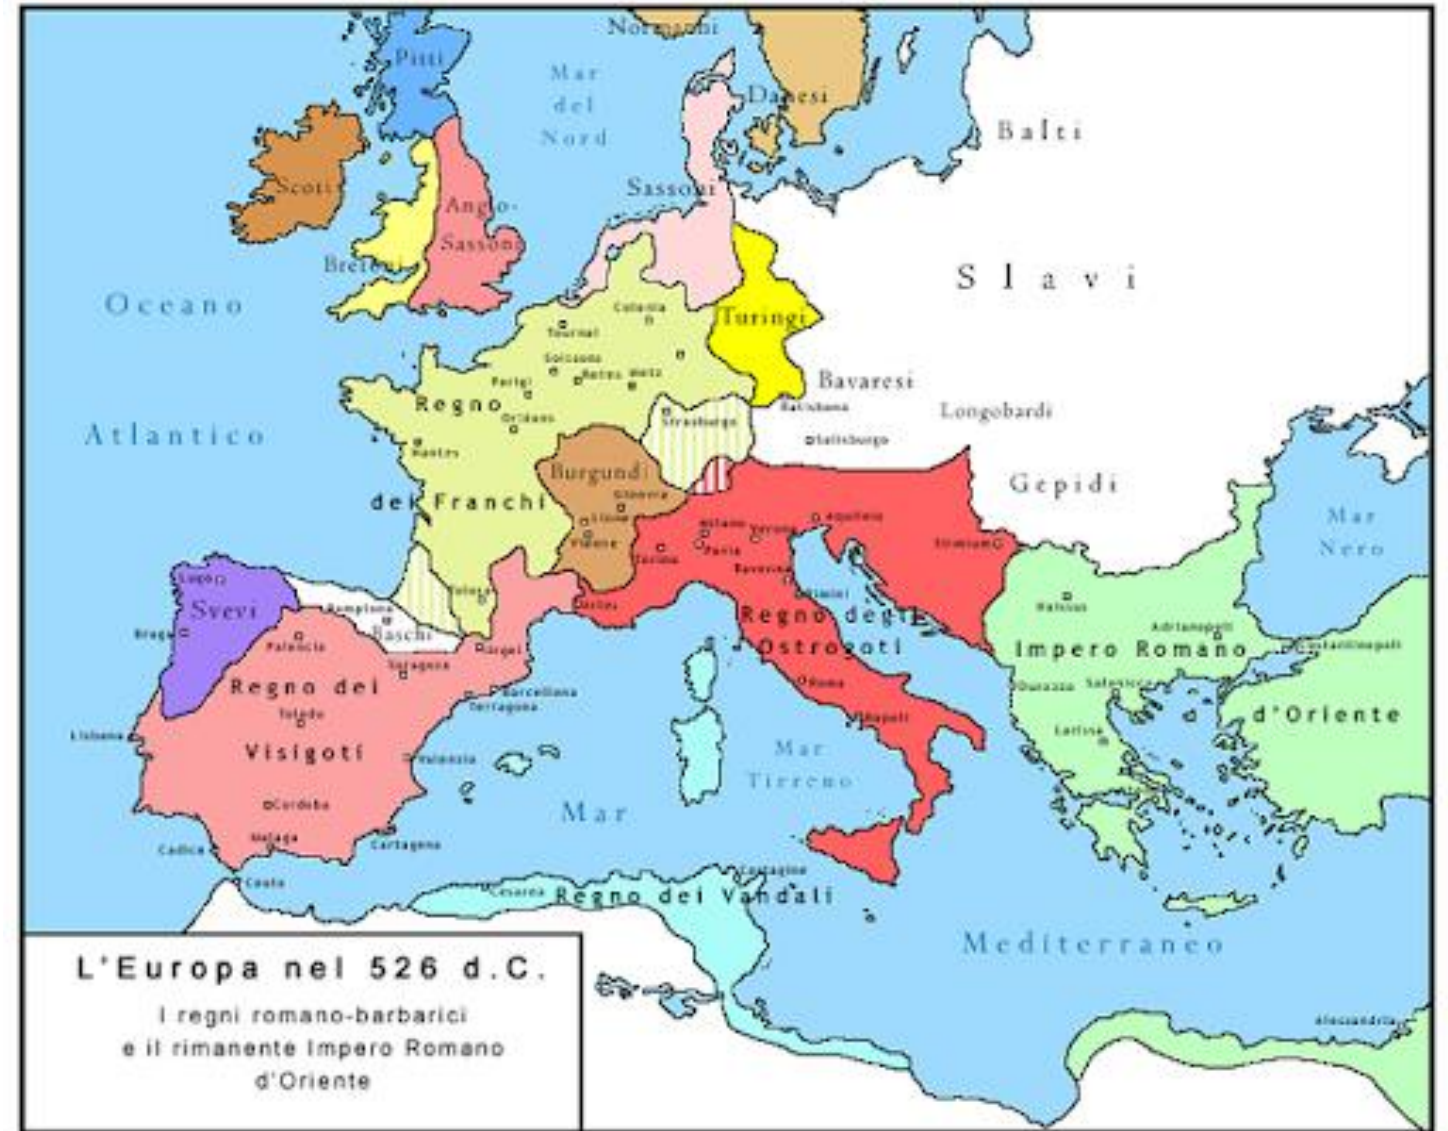 Normanni
Pitti
Mar
del
Nord
Danesi
Balti
Scoti
Sassoni
Anglo-
Sassoni
Bretoni
Slavi
Oceano
Colonia
Turingi
Tournai
Soissons
Parigi
Reims
Metz
Bavaresi
Regno
Ratisbona
Longobardi
Orléans
Strasburgo
Atlantico
Salisburgo
Nantes
Burgundi
Gepidi
dei Franchi
Ginevra
Lione
Mar
Nero
Milano
Verona
Aquileia
Vienne
Pavia
Sirmium
Torino
Ravenna
Lugo
Tolosa
Rimini
Svevi
Pamplona
Arles
Naissus
Regno degli
Braga
Baschi
Adrianopoli
Palencia
Urgel
Ostrogoti
Impero Romano
Costantinopoli
Saragozza
Regno dei
Roma
Durazzo
Salonicco
Barcellona
Tarragona
Toledo
Napoli
d'Oriente
Lisbona
Larissa
Visigoti
Valenzia
Mar
Tirreno
Cordoba
Mar
Malaga
Cadice
Cartagena
Cartagine
Ceuta
Cesarea
Regno dei Vandali
Mediterraneo
L'Europa nel 526 d.C.
I regni romano-barbarici
e il rimanente Impero Romano
d'Oriente
Alessandria